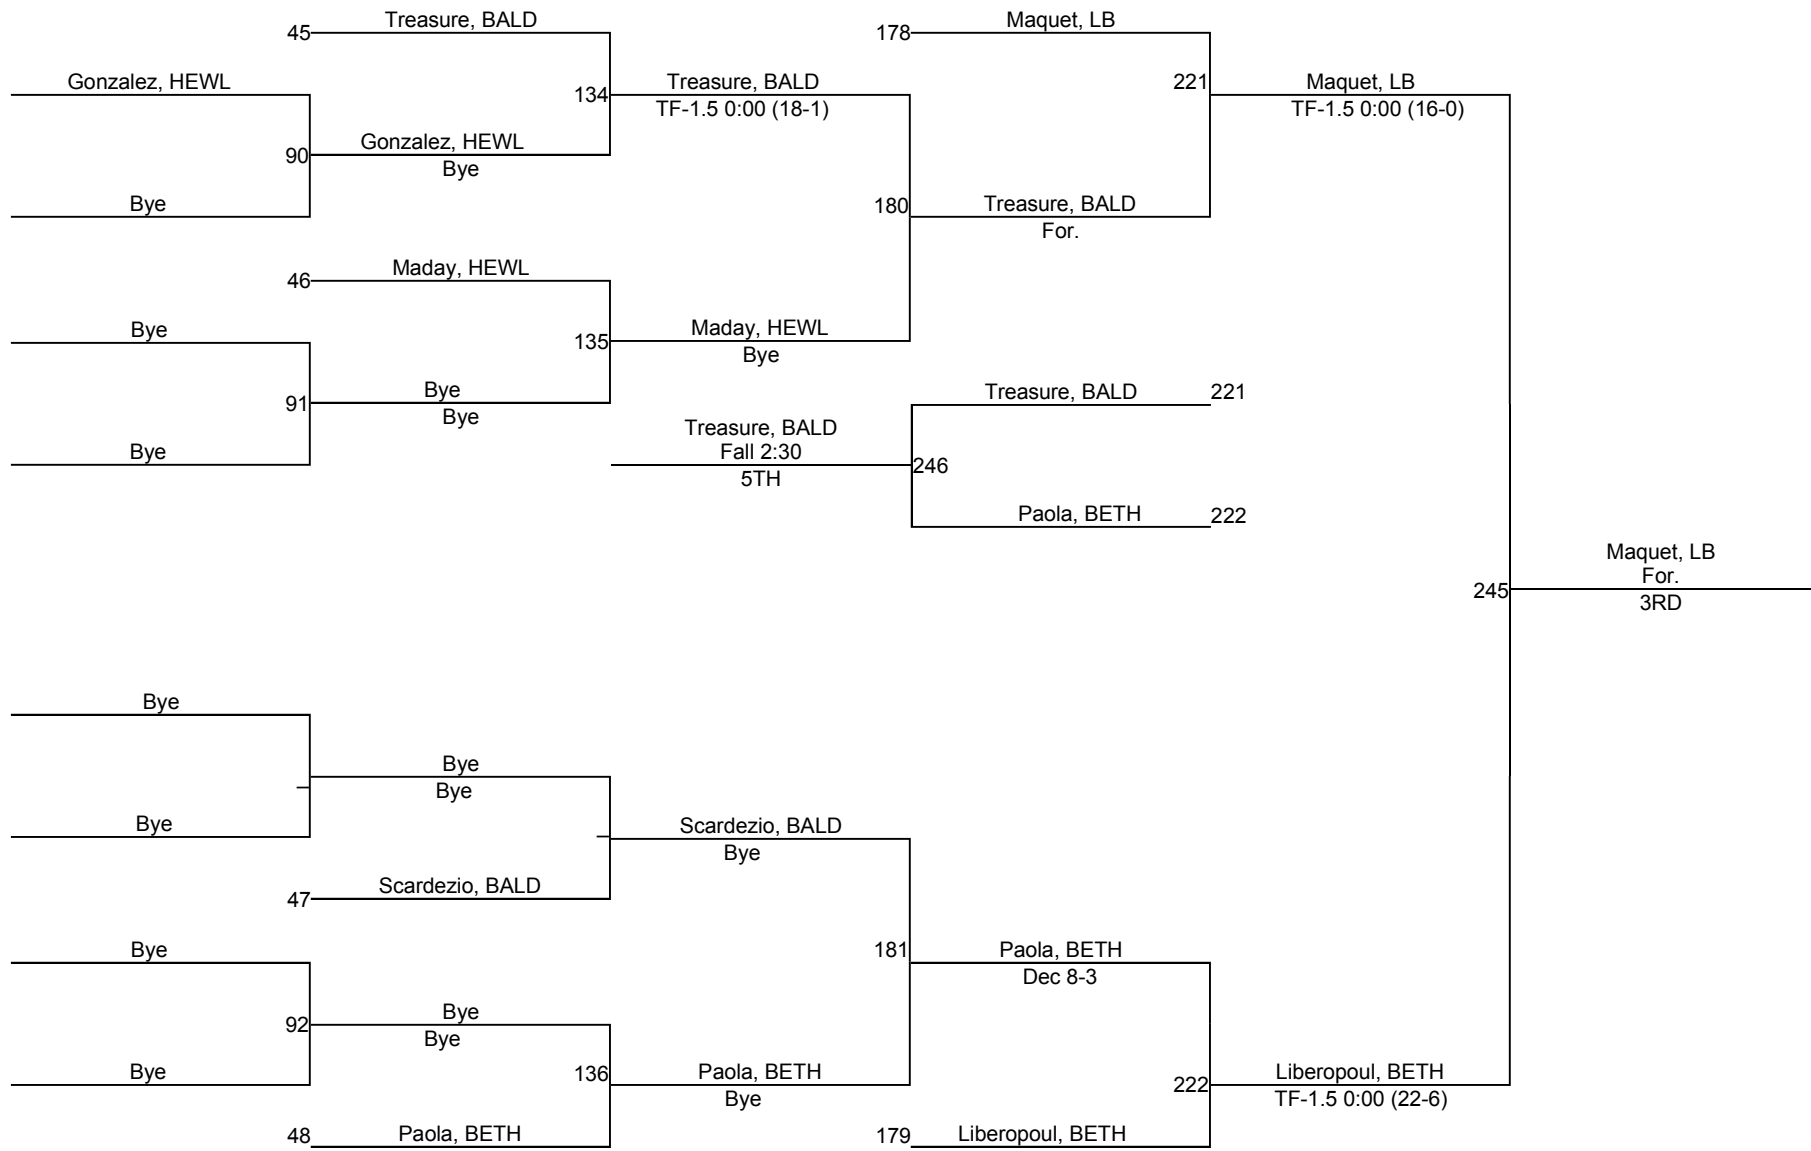 45
Treasure, BALD
178
Maquet, LB
Gonzalez, HEWL
134
Treasure, BALD
TF-1.5 0:00 (18-1)
221
Maquet, LB
TF-1.5 0:00 (16-0)
90
Gonzalez, HEWL
Bye
Bye
180
Treasure, BALD
For.
46
Maday, HEWL
Bye
135
Maday, HEWL
Bye
91
Bye
Bye
Treasure, BALD
221
Bye
Treasure, BALD
Fall 2:30
5TH
246
Paola, BETH
222
245
Maquet, LB
For.
3RD
Bye
Bye
Bye
Bye
Scardezio, BALD
Bye
47
Scardezio, BALD
Bye
181
Paola, BETH
Dec 8-3
92
Bye
Bye
Bye
136
Paola, BETH
Bye
222
Liberopoul, BETH
TF-1.5 0:00 (22-6)
48
Paola, BETH
179
Liberopoul, BETH